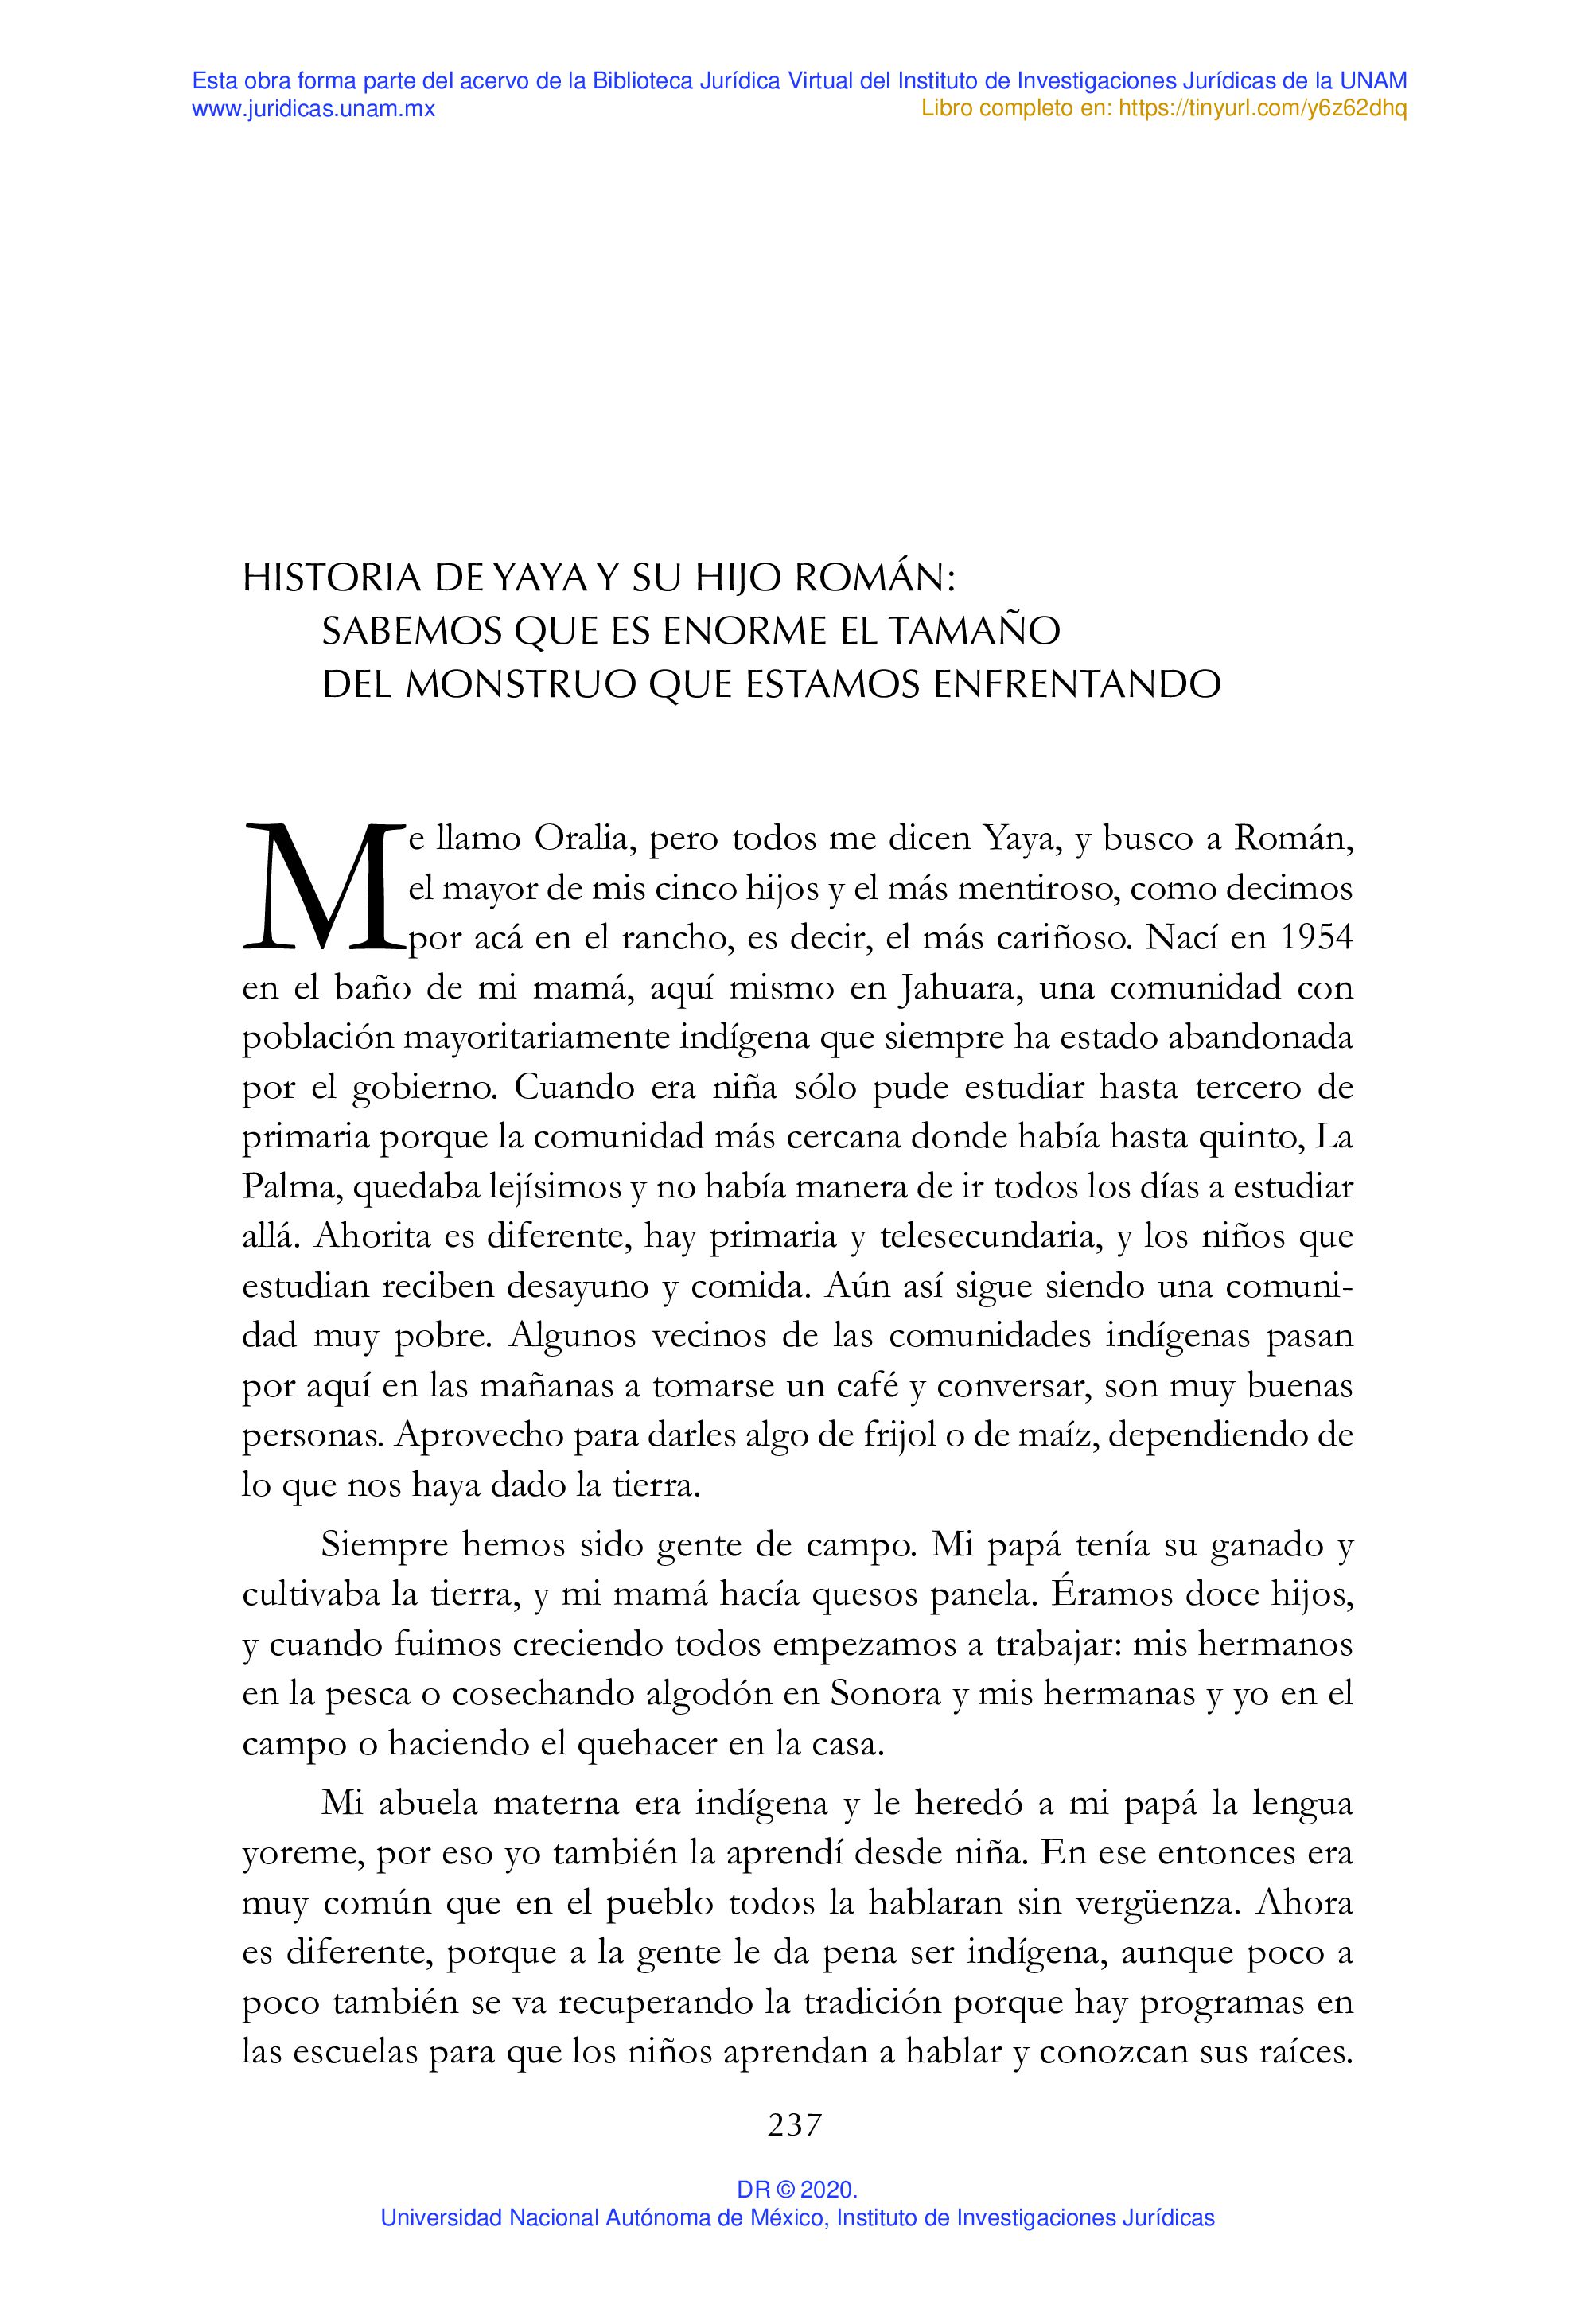 Esta obra forma parte del acervo de la Biblioteca Jurídica Virtual del Instituto de Investigaciones Jurídicas de la UNAM
www.juridicas.unam.mx Libro completo en: https://tinyurl.com/y6z62dhq
HISTORIA DE YAYA Y SU HIJO ROMÁN:
SABEMOS QUE ES ENORME EL TAMAÑO
DEL MONSTRUO QUE ESTAMOS ENFRENTANDO
Me llamo Oralia, pero todos me dicen Yaya, y busco a Román,
el mayor de mis cinco hijos y el más mentiroso, como decimos
por acá en el rancho, es decir, el más cariñoso. Nací en 1954
en el baño de mi mamá, aquí mismo en Jahuara, una comunidad con
población mayoritariamente indígena que siempre ha estado abandonada
por el gobierno. Cuando era niña sólo pude estudiar hasta tercero de
primaria porque la comunidad más cercana donde había hasta quinto, La
Palma, quedaba lejísimos y no había manera de ir todos los días a estudiar
allá. Ahorita es diferente, hay primaria y telesecundaria, y los niños que
estudian reciben desayuno y comida. Aún así sigue siendo una comuni-
dad muy pobre. Algunos vecinos de las comunidades indígenas pasan
por aquí en las mañanas a tomarse un café y conversar, son muy buenas
personas. Aprovecho para darles algo de frijol o de maíz, dependiendo de
lo que nos haya dado la tierra.
Siempre hemos sido gente de campo. Mi papá tenía su ganado y
cultivaba la tierra, y mi mamá hacía quesos panela. Éramos doce hijos,
y cuando fuimos creciendo todos empezamos a trabajar: mis hermanos
en la pesca o cosechando algodón en Sonora y mis hermanas y yo en el
campo o haciendo el quehacer en la casa.
Mi abuela materna era indígena y le heredó a mi papá la lengua
yoreme, por eso yo también la aprendí desde niña. En ese entonces era
muy común que en el pueblo todos la hablaran sin vergüenza. Ahora
es diferente, porque a la gente le da pena ser indígena, aunque poco a
poco también se va recuperando la tradición porque hay programas en
las escuelas para que los niños aprendan a hablar y conozcan sus raíces.
237
DR © 2020.
Universidad Nacional Autónoma de México, Instituto de Investigaciones Jurídicas